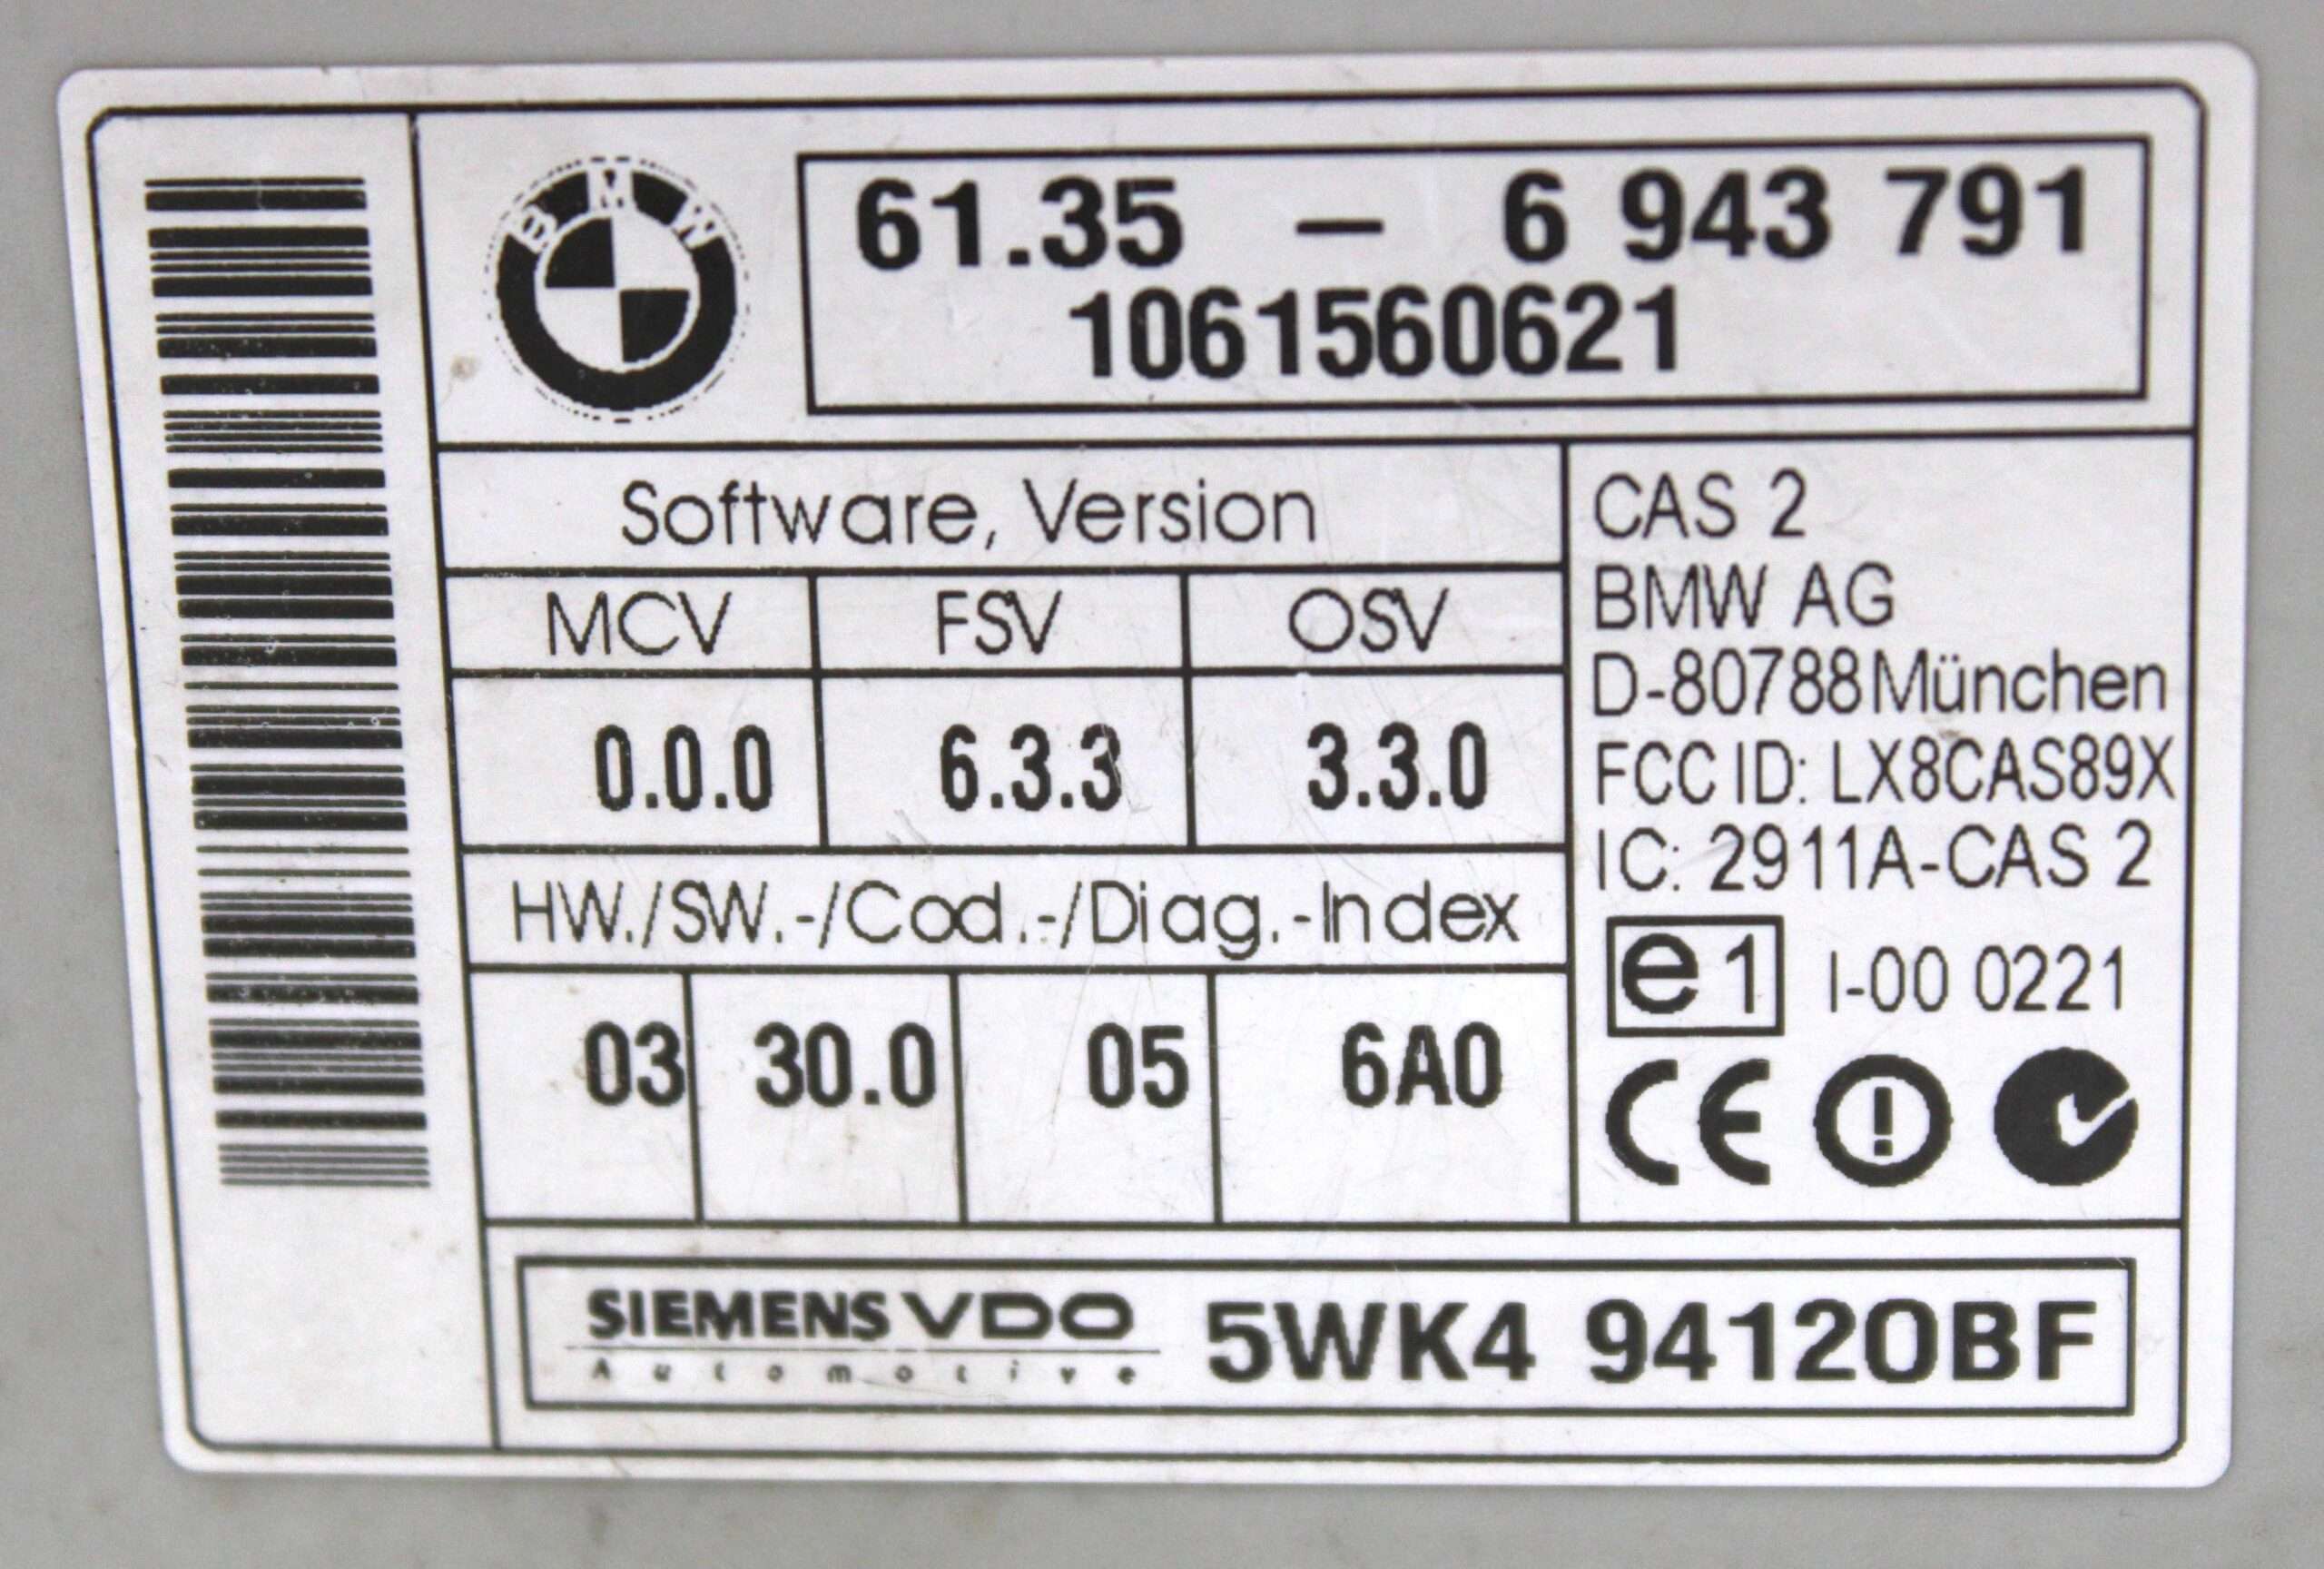 BMW
61.35 – 6 943 791
1061560621
Software, Version
MCV FSV OSV
0.0.0 6.3.3 3.3.0
HW./SW.-/Cod.-/Diag.-Index
03 30.0 05 6A0
CAS 2
BMW AG
D-80788 München
FCC ID: LX8CAS89X
IC: 2911A-CAS 2
e1 I-00 0221
CE
SIEMENS VDO
Automotive
5WK4 94120BF